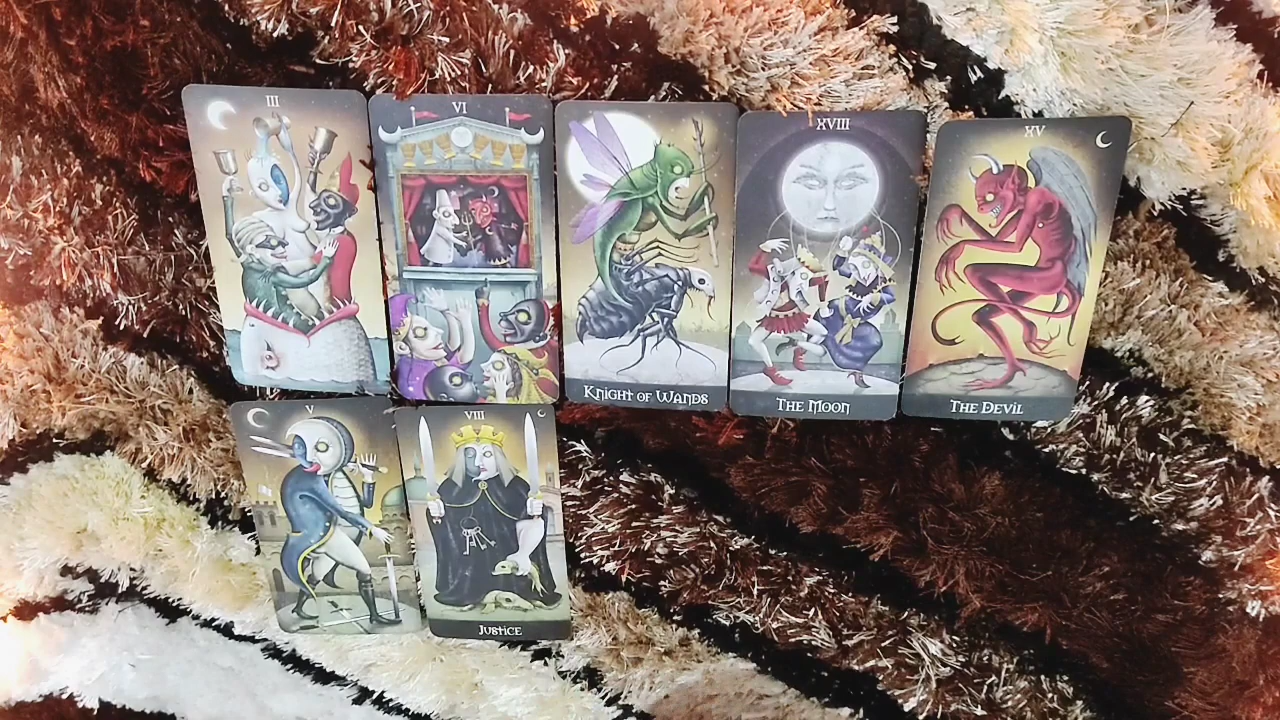 III
VI
KNIGHT OF WANDS
XVIII
THE MOON
XV
THE DEVIL
V
VIII
JUSTICE